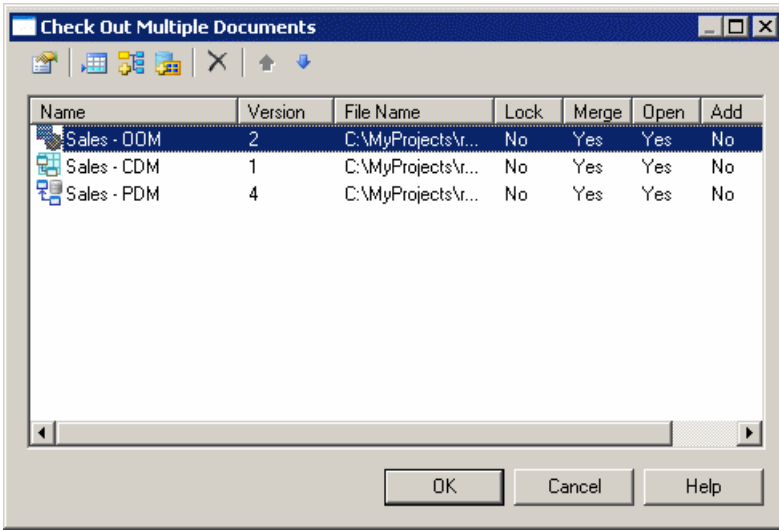 Check Out Multiple Documents
Name Version File Name Lock Merge Open Add
Sales - OOM 2 C:\MyProjects\r... No Yes Yes No
Sales - CDM 1 C:\MyProjects\r... No Yes Yes No
Sales - PDM 4 C:\MyProjects\r... No Yes Yes No
OK Cancel Help